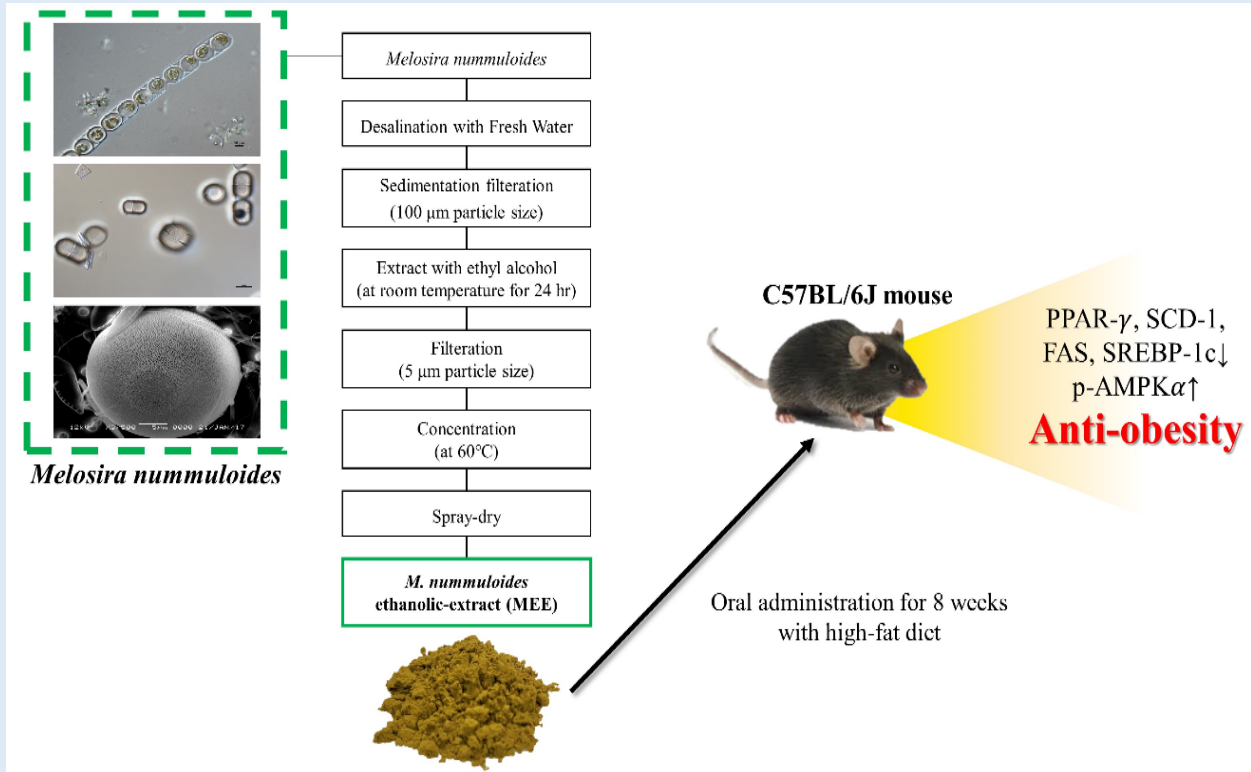 Melosira nummuloides
Melosira nummuloides
Desalination with Fresh Water
Sedimentation filteration
(100 μm particle size)
Extract with ethyl alcohol
(at room temperature for 24 hr)
Filteration
(5 μm particle size)
Concentration
(at 60℃)
Spray-dry
M. nummuloides
ethanolic-extract (MEE)
C57BL/6J mouse
PPAR-γ, SCD-1,
FAS, SREBP-1c↓
p-AMPKα↑
Anti-obesity
Oral administration for 8 weeks
with high-fat dict